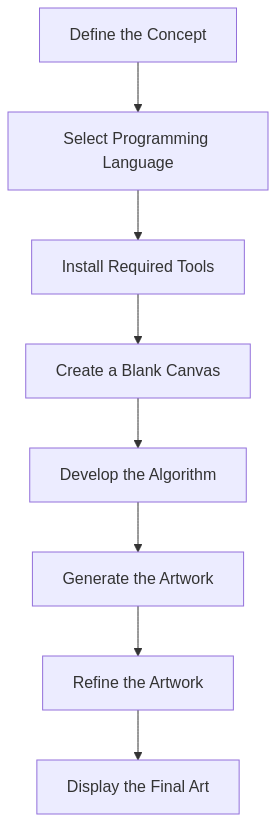 Define the Concept
Select Programming
Language
Install Required Tools
Create a Blank Canvas
Develop the Algorithm
Generate the Artwork
Refine the Artwork
Display the Final Art